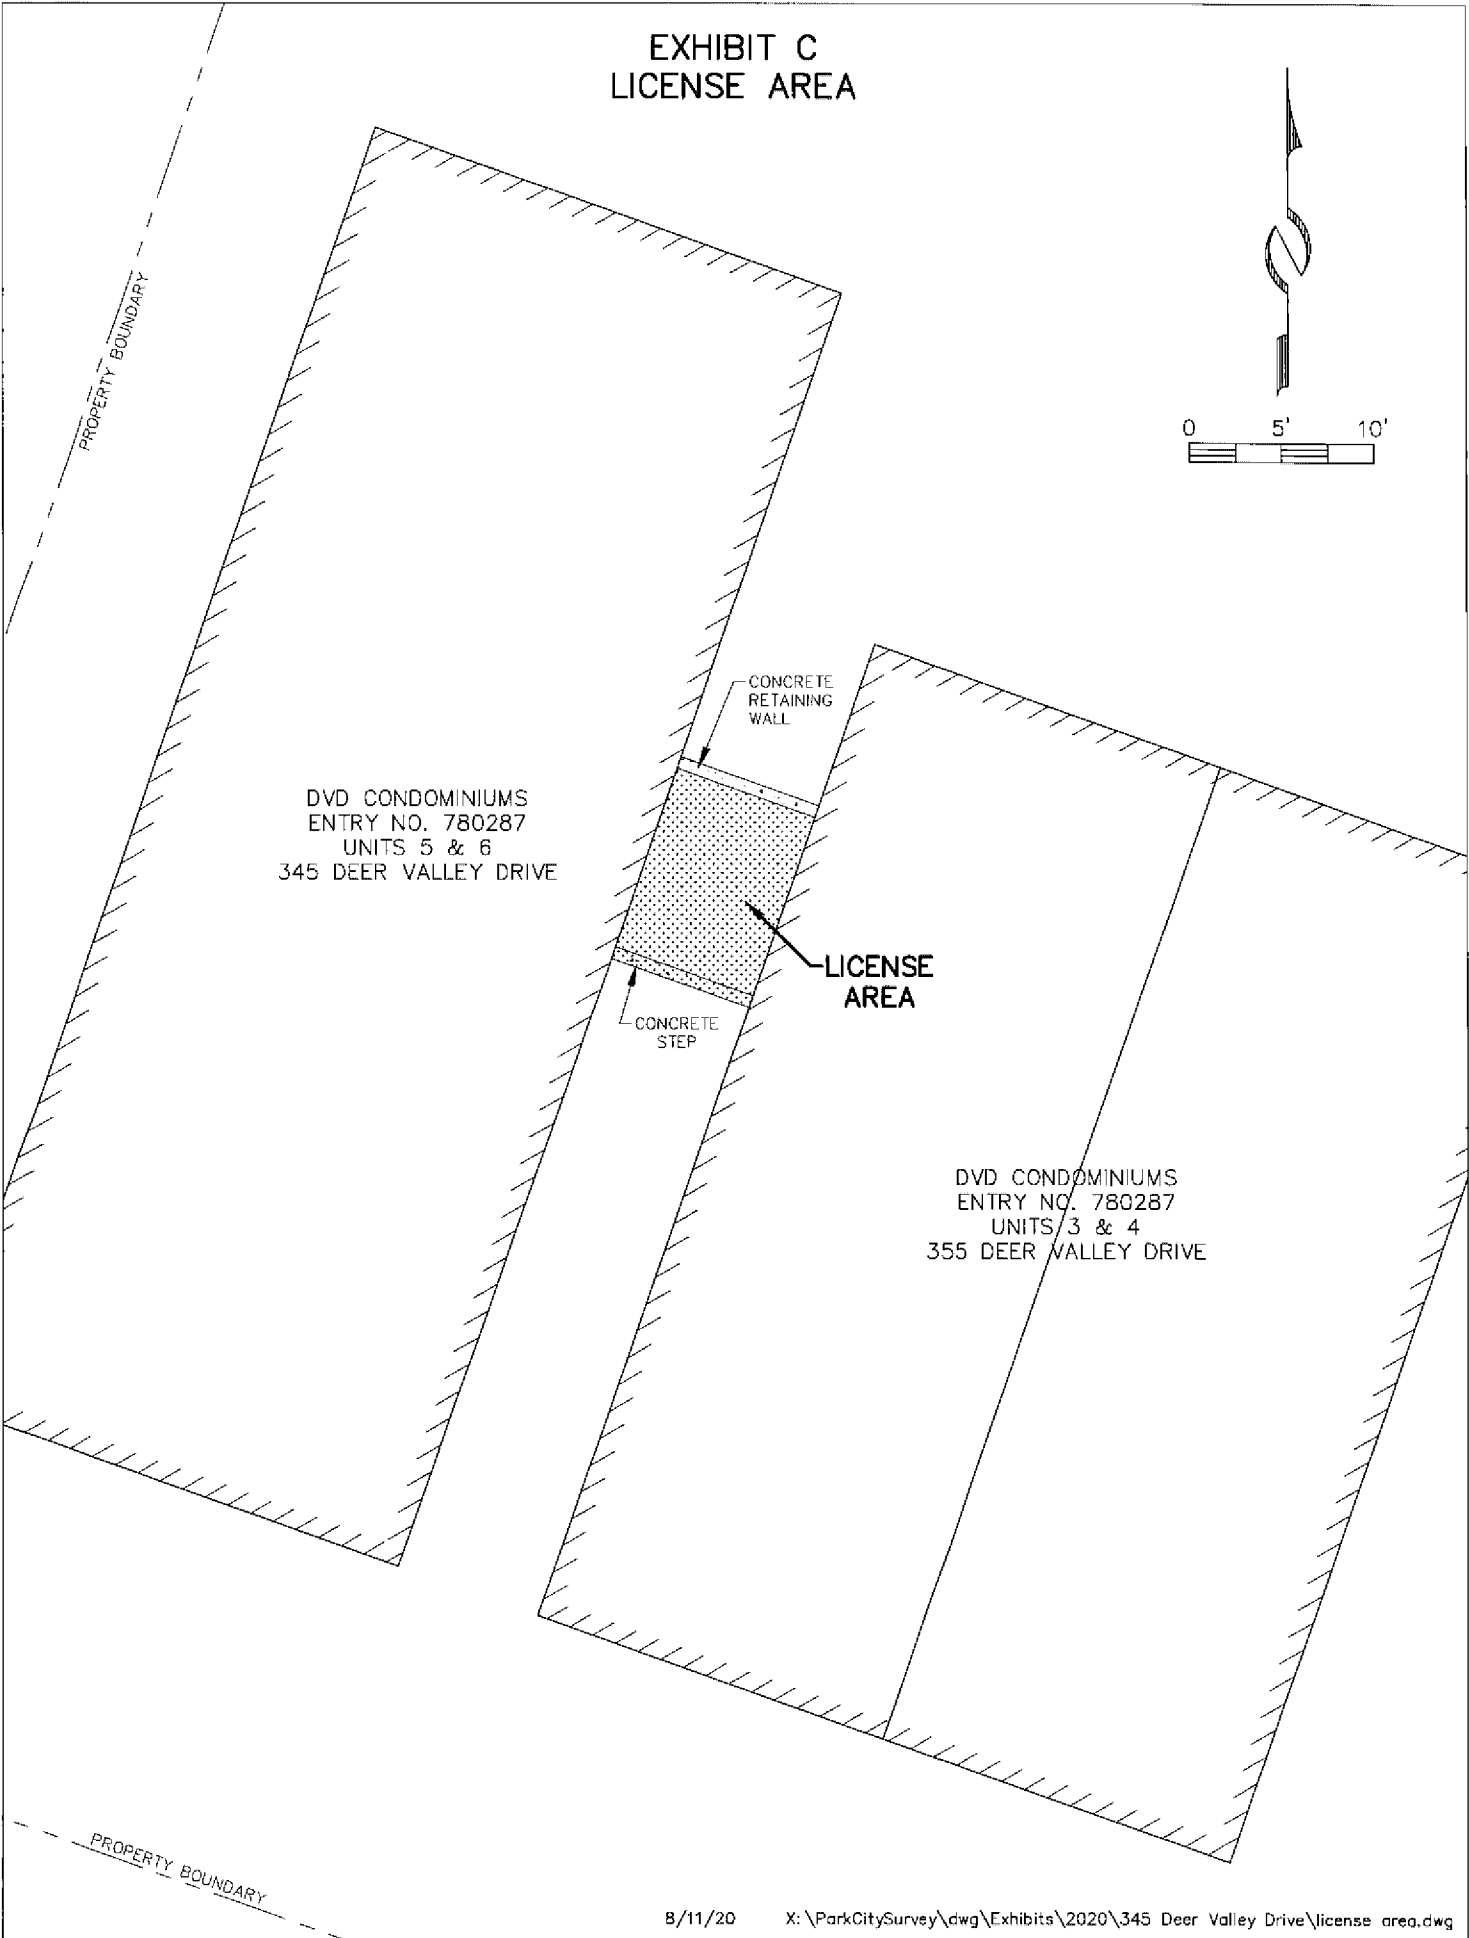 EXHIBIT C
LICENSE AREA
PROPERTY BOUNDARY
0 5' 10'
CONCRETE
RETAINING
WALL
DVD CONDOMINIUMS
ENTRY NO. 780287
UNITS 5 & 6
345 DEER VALLEY DRIVE
LICENSE
AREA
CONCRETE
STEP
DVD CONDOMINIUMS
ENTRY NO. 780287
UNITS 3 & 4
355 DEER VALLEY DRIVE
PROPERTY BOUNDARY
8/11/20 X:\ParkCitySurvey\dwg\Exhibits\2020\345 Deer Valley Drive\license area.dwg